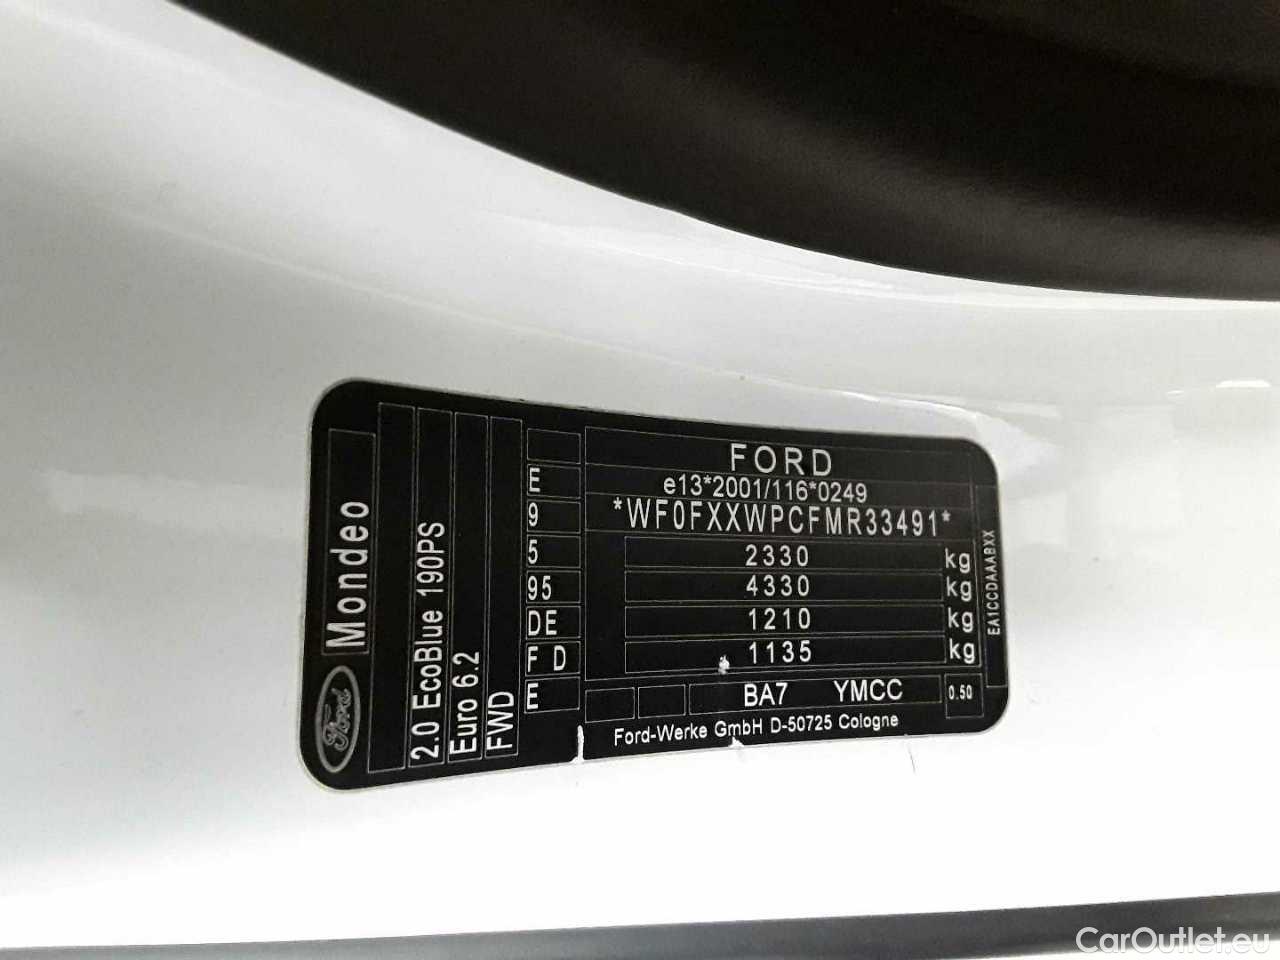 Ford
Mondeo
2.0 EcoBlue 190PS
Euro 6.2
FWD
E
9
5
95
DE
F D
E
FORD
e13*2001/116*0249
*WF0FXXWPCFMR33491*
2330 kg
4330 kg
1210 kg
1135 kg
BA7 YMCC 0.50
Ford-Werke GmbH D-50725 Cologne
EA1CCDAAABXX
CarOutlet.eu